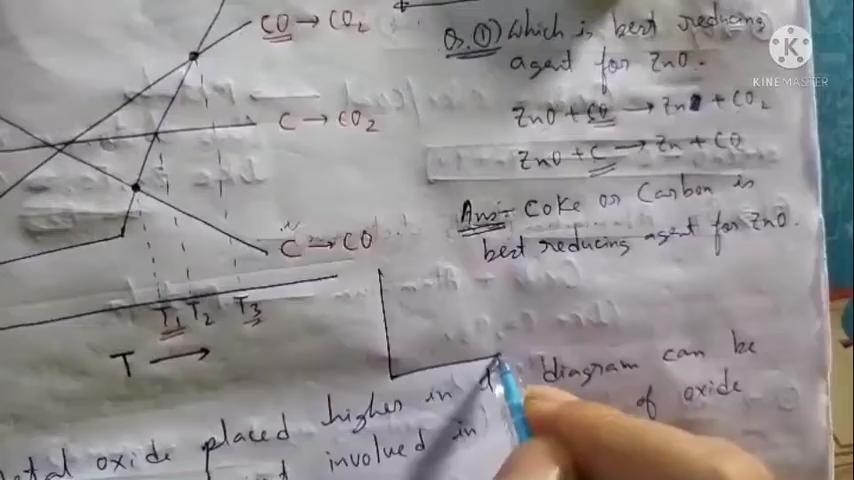 CO → CO₂
Qs. ① Which is best reducing
agent for ZnO.
KINEMASTER
ZnO + CO → Zn + CO₂
C → CO₂
ZnO + C → Zn + CO
Ans:- Coke or Carbon is
best reducing agent for ZnO.
C → CO
T₁ T₂ T₃
T →
oxide placed higher in diagram can be
involved in of oxide